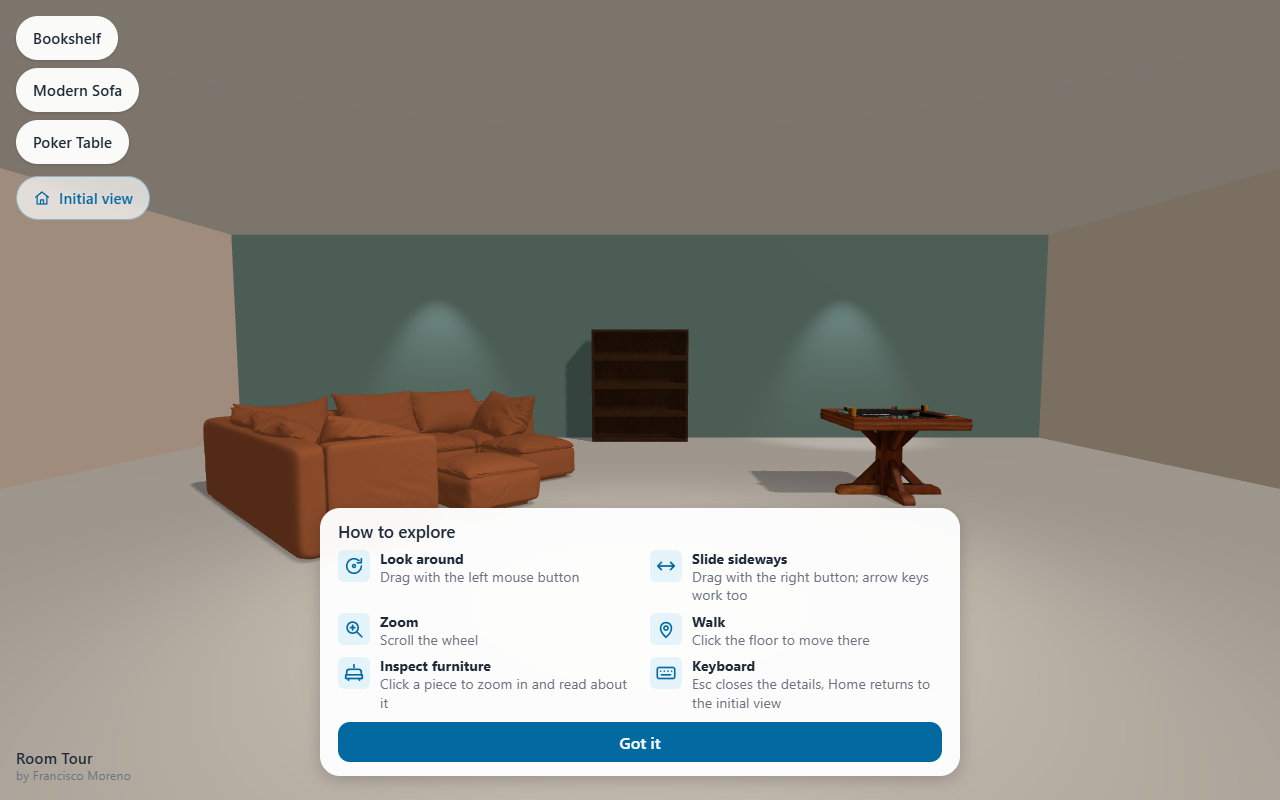 Bookshelf
Modern Sofa
Poker Table
Initial view
How to explore
Look around
Drag with the left mouse button
Slide sideways
Drag with the right button; arrow keys
work too
Zoom
Scroll the wheel
Walk
Click the floor to move there
Inspect furniture
Click a piece to zoom in and read about
it
Keyboard
Esc closes the details, Home returns to
the initial view
Got it
Room Tour
by Francisco Moreno